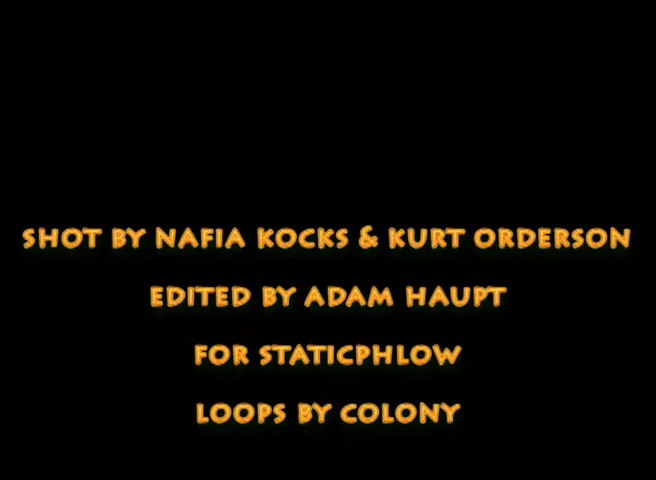 SHOT BY NAFIA KOCKS & KURT ORDERSON
EDITED BY ADAM HAUPT
FOR STATICPHLOW
LOOPS BY COLONY